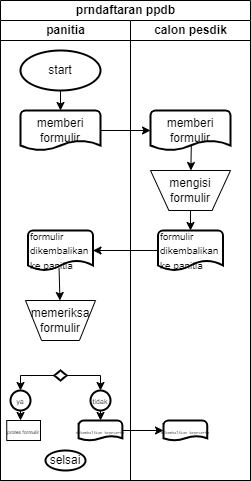 prndaftaran ppdb
panitia
calon pesdik
start
memberi
formulir
memberi
formulir
mengisi
formulir
formulir
dikembalikan
ke panitia
formulir
dikembalikan
ke panitia
memeriksa
formulir
ya
tidak
proses formulir
selsai